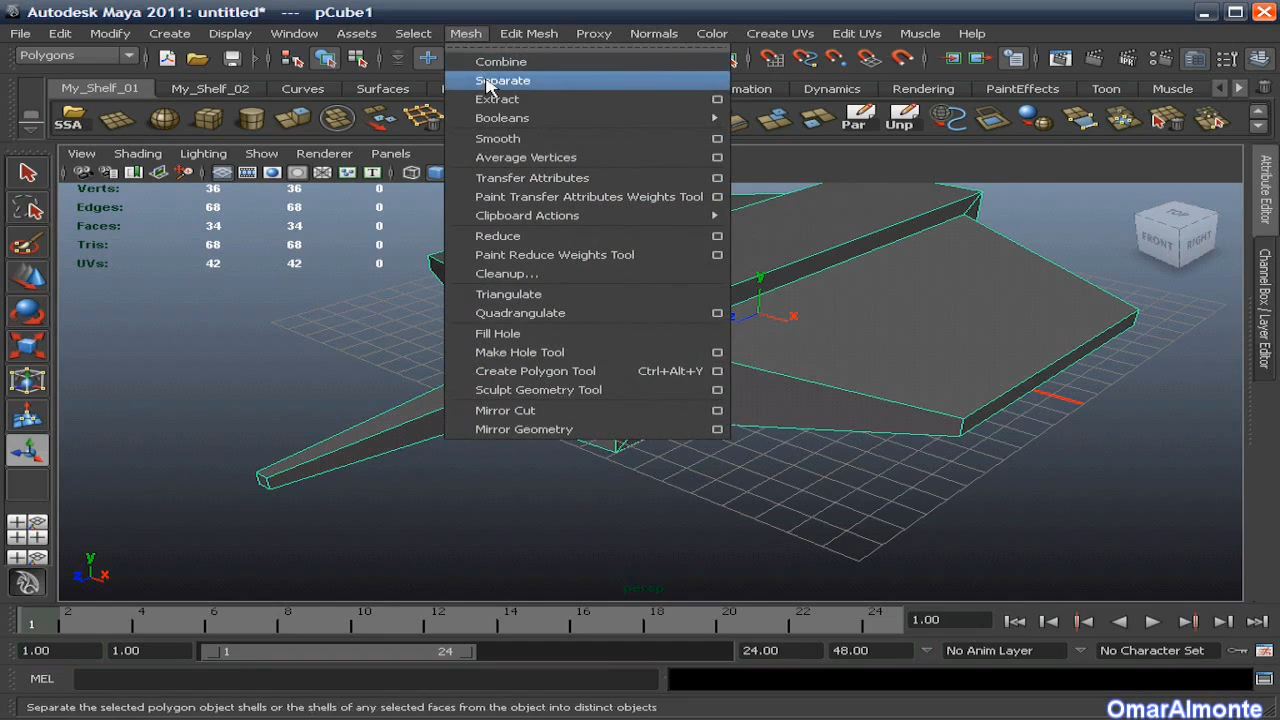 Autodesk Maya 2011: untitled* --- pCube1
File Edit Modify Create Display Window Assets Select Mesh Edit Mesh Proxy Normals Color Create UVs Edit UVs Muscle Help
Polygons
My_Shelf_01 My_Shelf_02 Curves Surfaces mation Dynamics Rendering PaintEffects Toon Muscle
SSA Par Unp
View Shading Lighting Show Renderer Panels
Combine
Separate
Extract
Booleans
Smooth
Average Vertices
Transfer Attributes
Paint Transfer Attributes Weights Tool
Clipboard Actions
Reduce
Paint Reduce Weights Tool
Cleanup...
Triangulate
Quadrangulate
Fill Hole
Make Hole Tool
Create Polygon Tool Ctrl+Alt+Y
Sculpt Geometry Tool
Mirror Cut
Mirror Geometry
Verts: 36 36 0
Edges: 68 68 0
Faces: 34 34 0
Tris: 68 68 0
UVs: 42 42 0
TOP
FRONT RIGHT
y
z x
y
z x
persp
Attribute Editor
Channel Box / Layer Editor
1 2 4 6 8 10 12 14 16 18 20 22 24 1.00
1.00 1.00 1 24 24.00 48.00 No Anim Layer No Character Set
MEL
Separate the selected polygon object shells or the shells of any selected faces from the object into distinct objects
OmarAlmonte